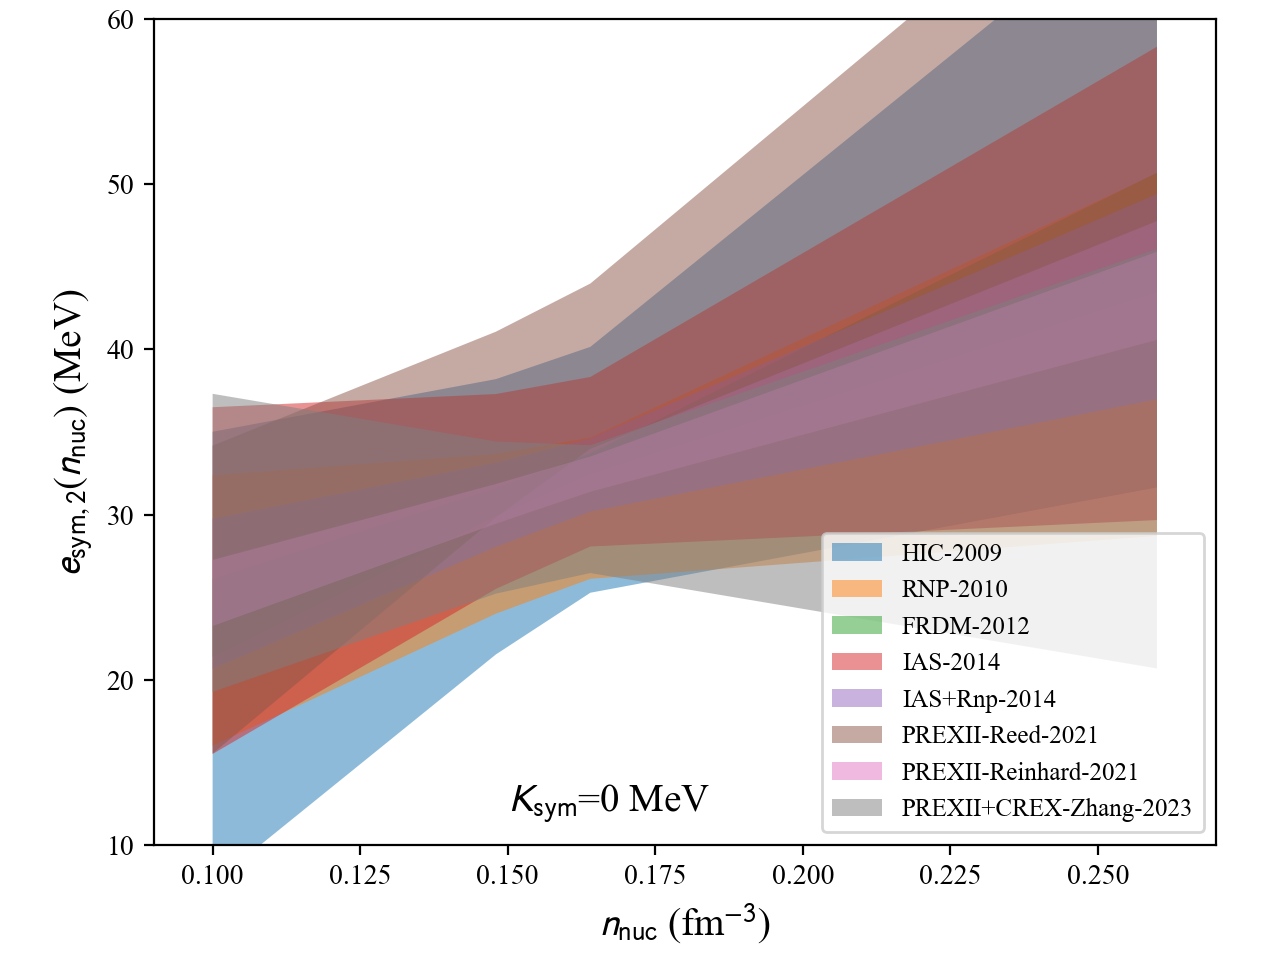 60
50
40
30
20
10
e_sym,2(n_nuc) (MeV)
HIC-2009
RNP-2010
FRDM-2012
IAS-2014
IAS+Rnp-2014
PREXII-Reed-2021
PREXII-Reinhard-2021
PREXII+CREX-Zhang-2023
K_sym=0 MeV
0.100 0.125 0.150 0.175 0.200 0.225 0.250
n_nuc (fm⁻³)